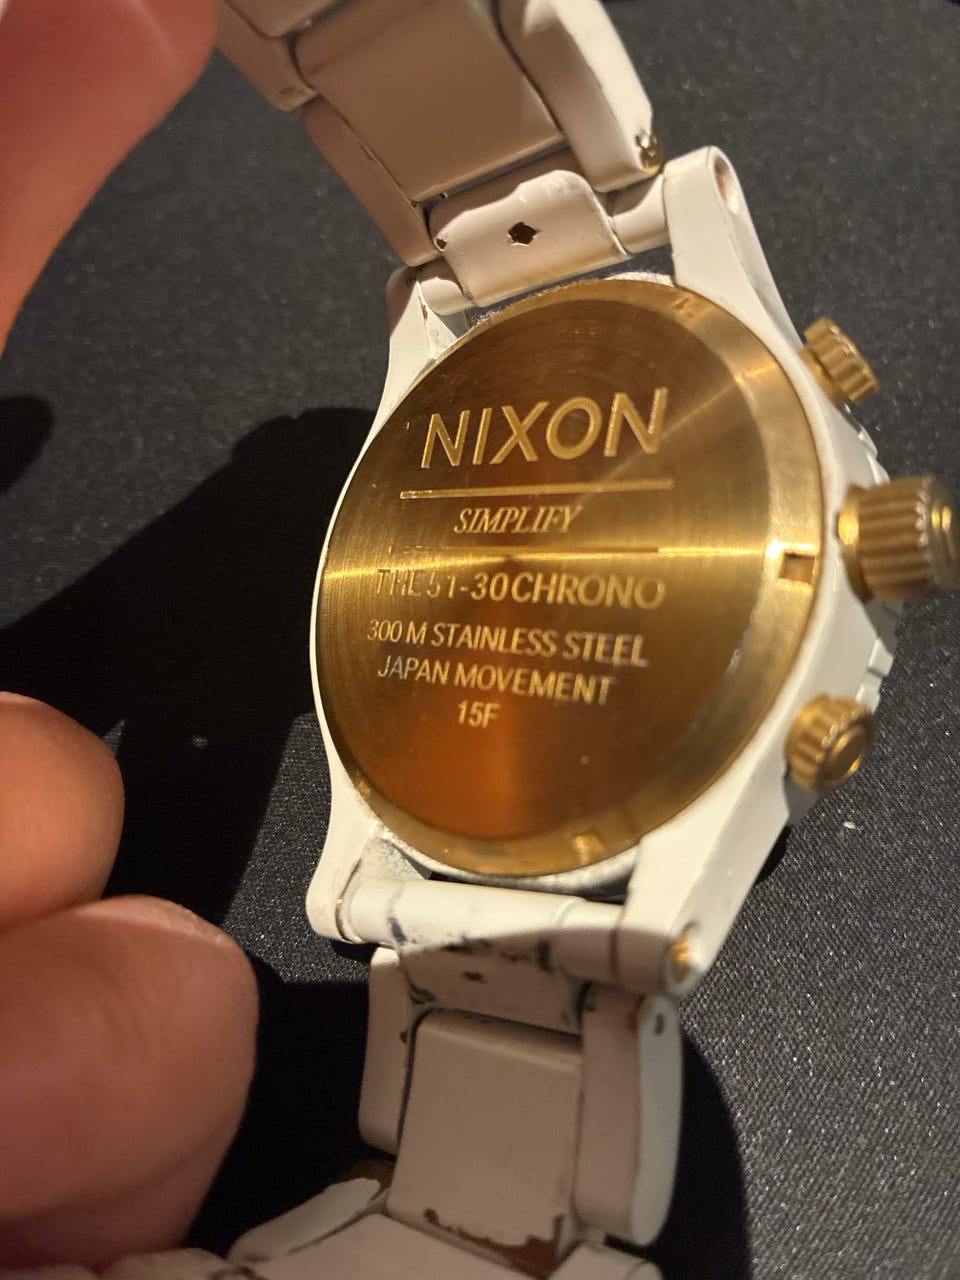 NIXON
SIMPLIFY
THE 51-30 CHRONO
300 M STAINLESS STEEL
JAPAN MOVEMENT
15F